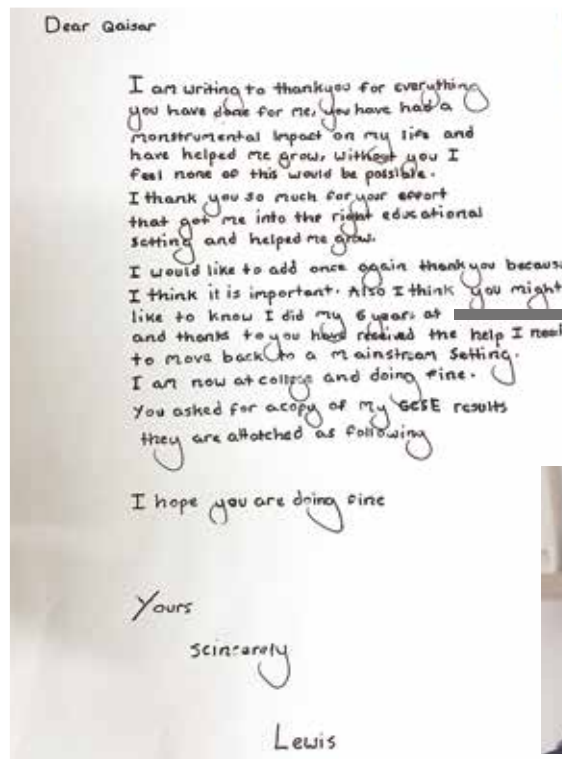 Dear Qaisar
I am writing to thankyou for everything
you have done for me, you have had a
monstrumental impact on my life and
have helped me grow, without you I
feel none of this would be possible.
I thank you so much for your effort
that got me into the right educational
setting and helped me grow.
I would like to add once again thankyou becaus
I think it is important. Also I think you might
like to know I did my 6 years at
and thanks to you have received the help I need
to move back to a mainstream setting.
I am now at college and doing fine.
You asked for a copy of my GCSE results
they are attotched as following
I hope you are doing fine
Yours
scincerely
Lewis